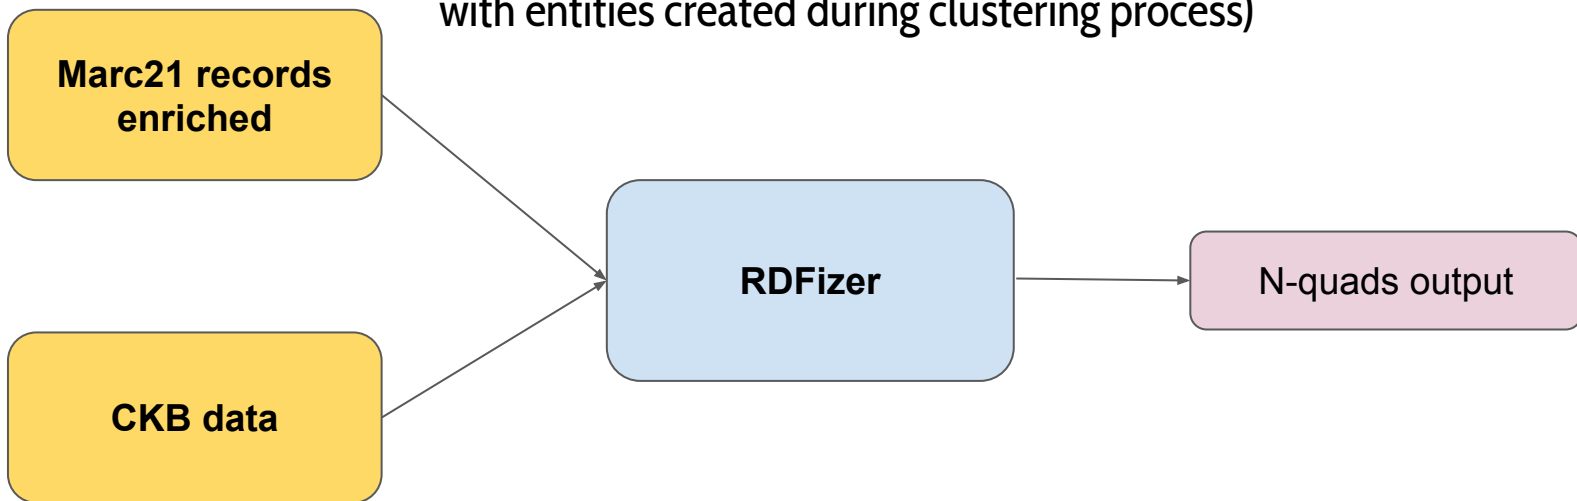 with entities created during clustering process)
Marc21 records
enriched
RDFizer
N-quads output
CKB data